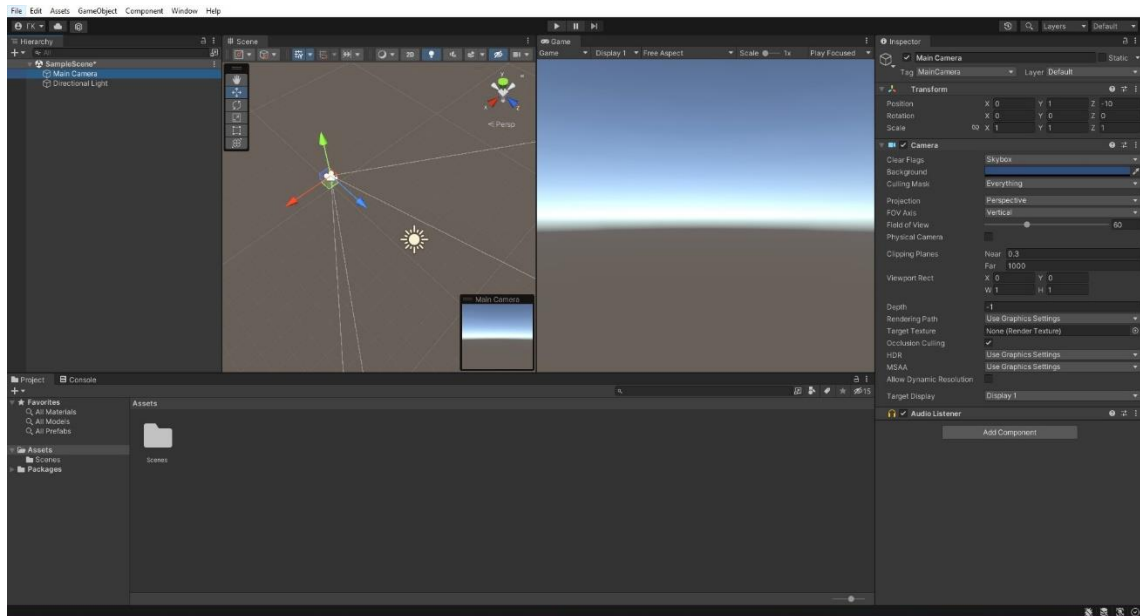 File Edit Assets GameObject Component Window Help
TK Layers Default
Hierarchy
All
SampleScene*
Main Camera
Directional Light
Scene
2D
y
x
z
Persp
Main Camera
Game
Game Display 1 Free Aspect Scale 1x Play Focused
Inspector
Main Camera Static
Tag MainCamera Layer Default
Transform
Position X 0 Y 1 Z -10
Rotation X 0 Y 0 Z 0
Scale X 1 Y 1 Z 1
Camera
Clear Flags Skybox
Background
Culling Mask Everything
Projection Perspective
FOV Axis Vertical
Field of View 60
Physical Camera
Clipping Planes Near 0.3
Far 1000
Viewport Rect X 0 Y 0
W 1 H 1
Depth -1
Rendering Path Use Graphics Settings
Target Texture None (Render Texture)
Occlusion Culling
HDR Use Graphics Settings
MSAA Use Graphics Settings
Allow Dynamic Resolution
Target Display Display 1
Audio Listener
Add Component
Project Console
15
Favorites
All Materials
All Models
All Prefabs
Assets
Scenes
Packages
Assets
Scenes